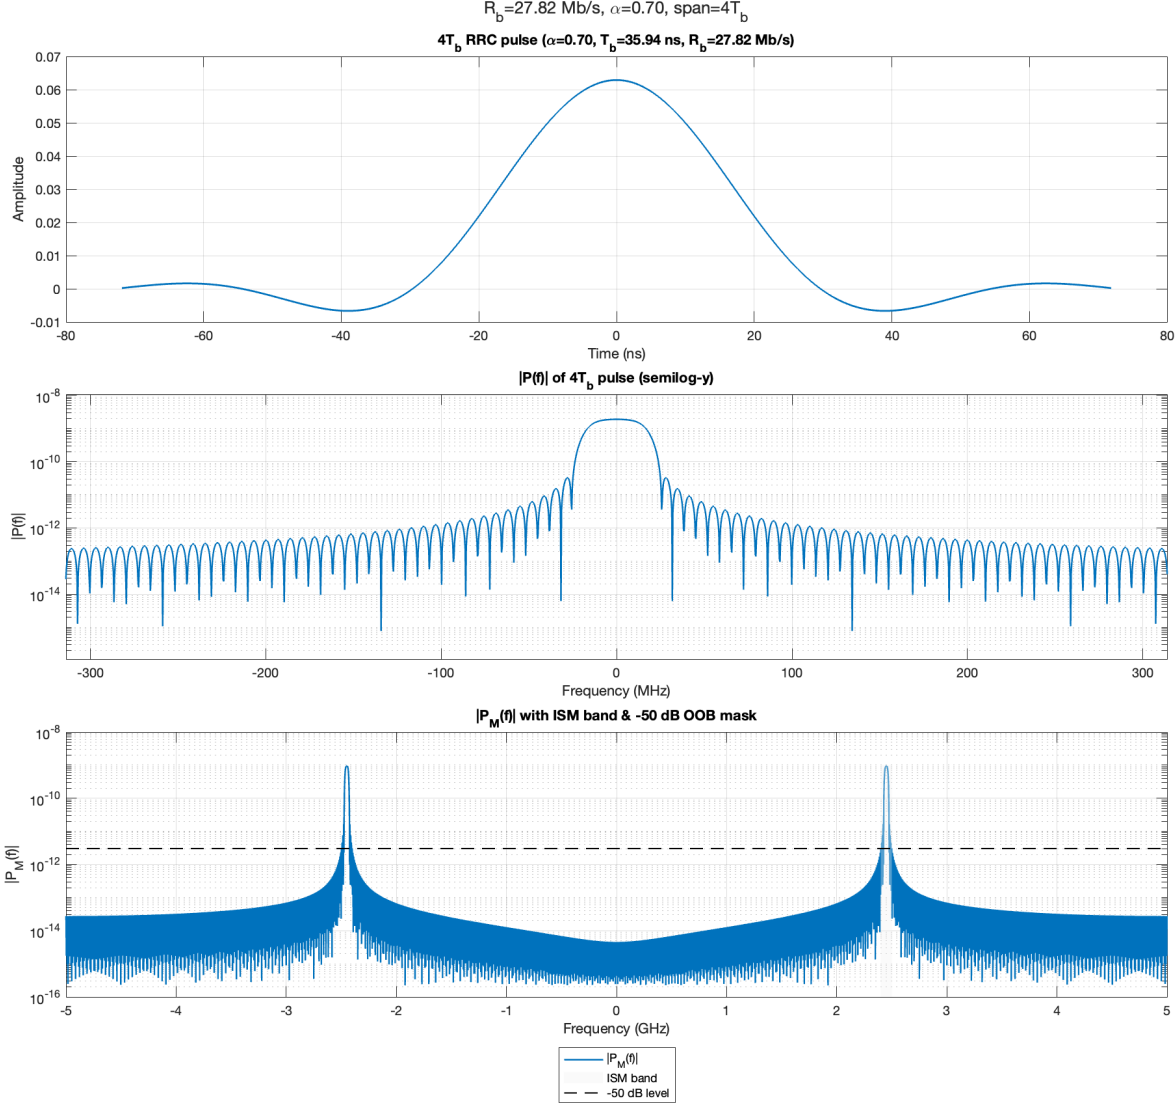 R_b=27.82 Mb/s, α=0.70, span=4T_b
4T_b RRC pulse (α=0.70, T_b=35.94 ns, R_b=27.82 Mb/s)
0.07
0.06
0.05
0.04
0.03
0.02
0.01
0
-0.01
Amplitude
-80 -60 -40 -20 0 20 40 60 80
Time (ns)
|P(f)| of 4T_b pulse (semilog-y)
10^-8
10^-10
10^-12
10^-14
|P(f)|
-300 -200 -100 0 100 200 300
Frequency (MHz)
|P_M(f)| with ISM band & -50 dB OOB mask
10^-8
10^-10
10^-12
10^-14
10^-16
|P_M(f)|
-5 -4 -3 -2 -1 0 1 2 3 4 5
Frequency (GHz)
|P_M(f)|
ISM band
-50 dB level